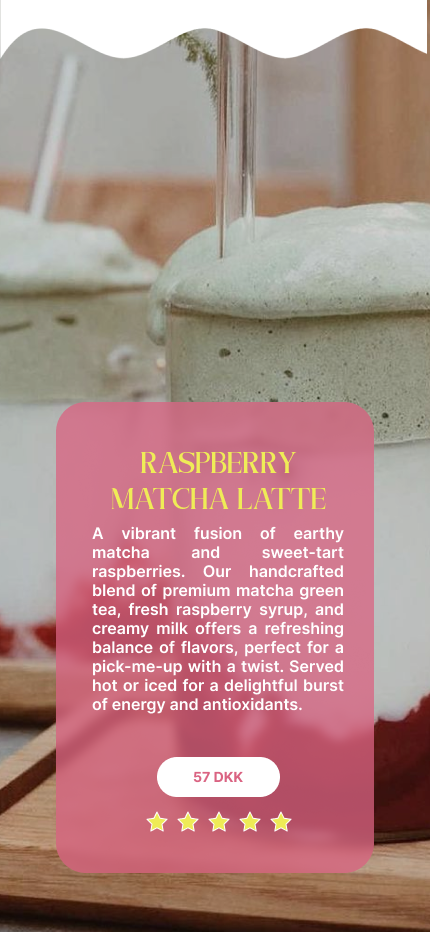 RASPBERRY
MATCHA LATTE
A vibrant fusion of earthy
matcha and sweet-tart
raspberries. Our handcrafted
blend of premium matcha green
tea, fresh raspberry syrup, and
creamy milk offers a refreshing
balance of flavors, perfect for a
pick-me-up with a twist. Served
hot or iced for a delightful burst
of energy and antioxidants.
57 DKK